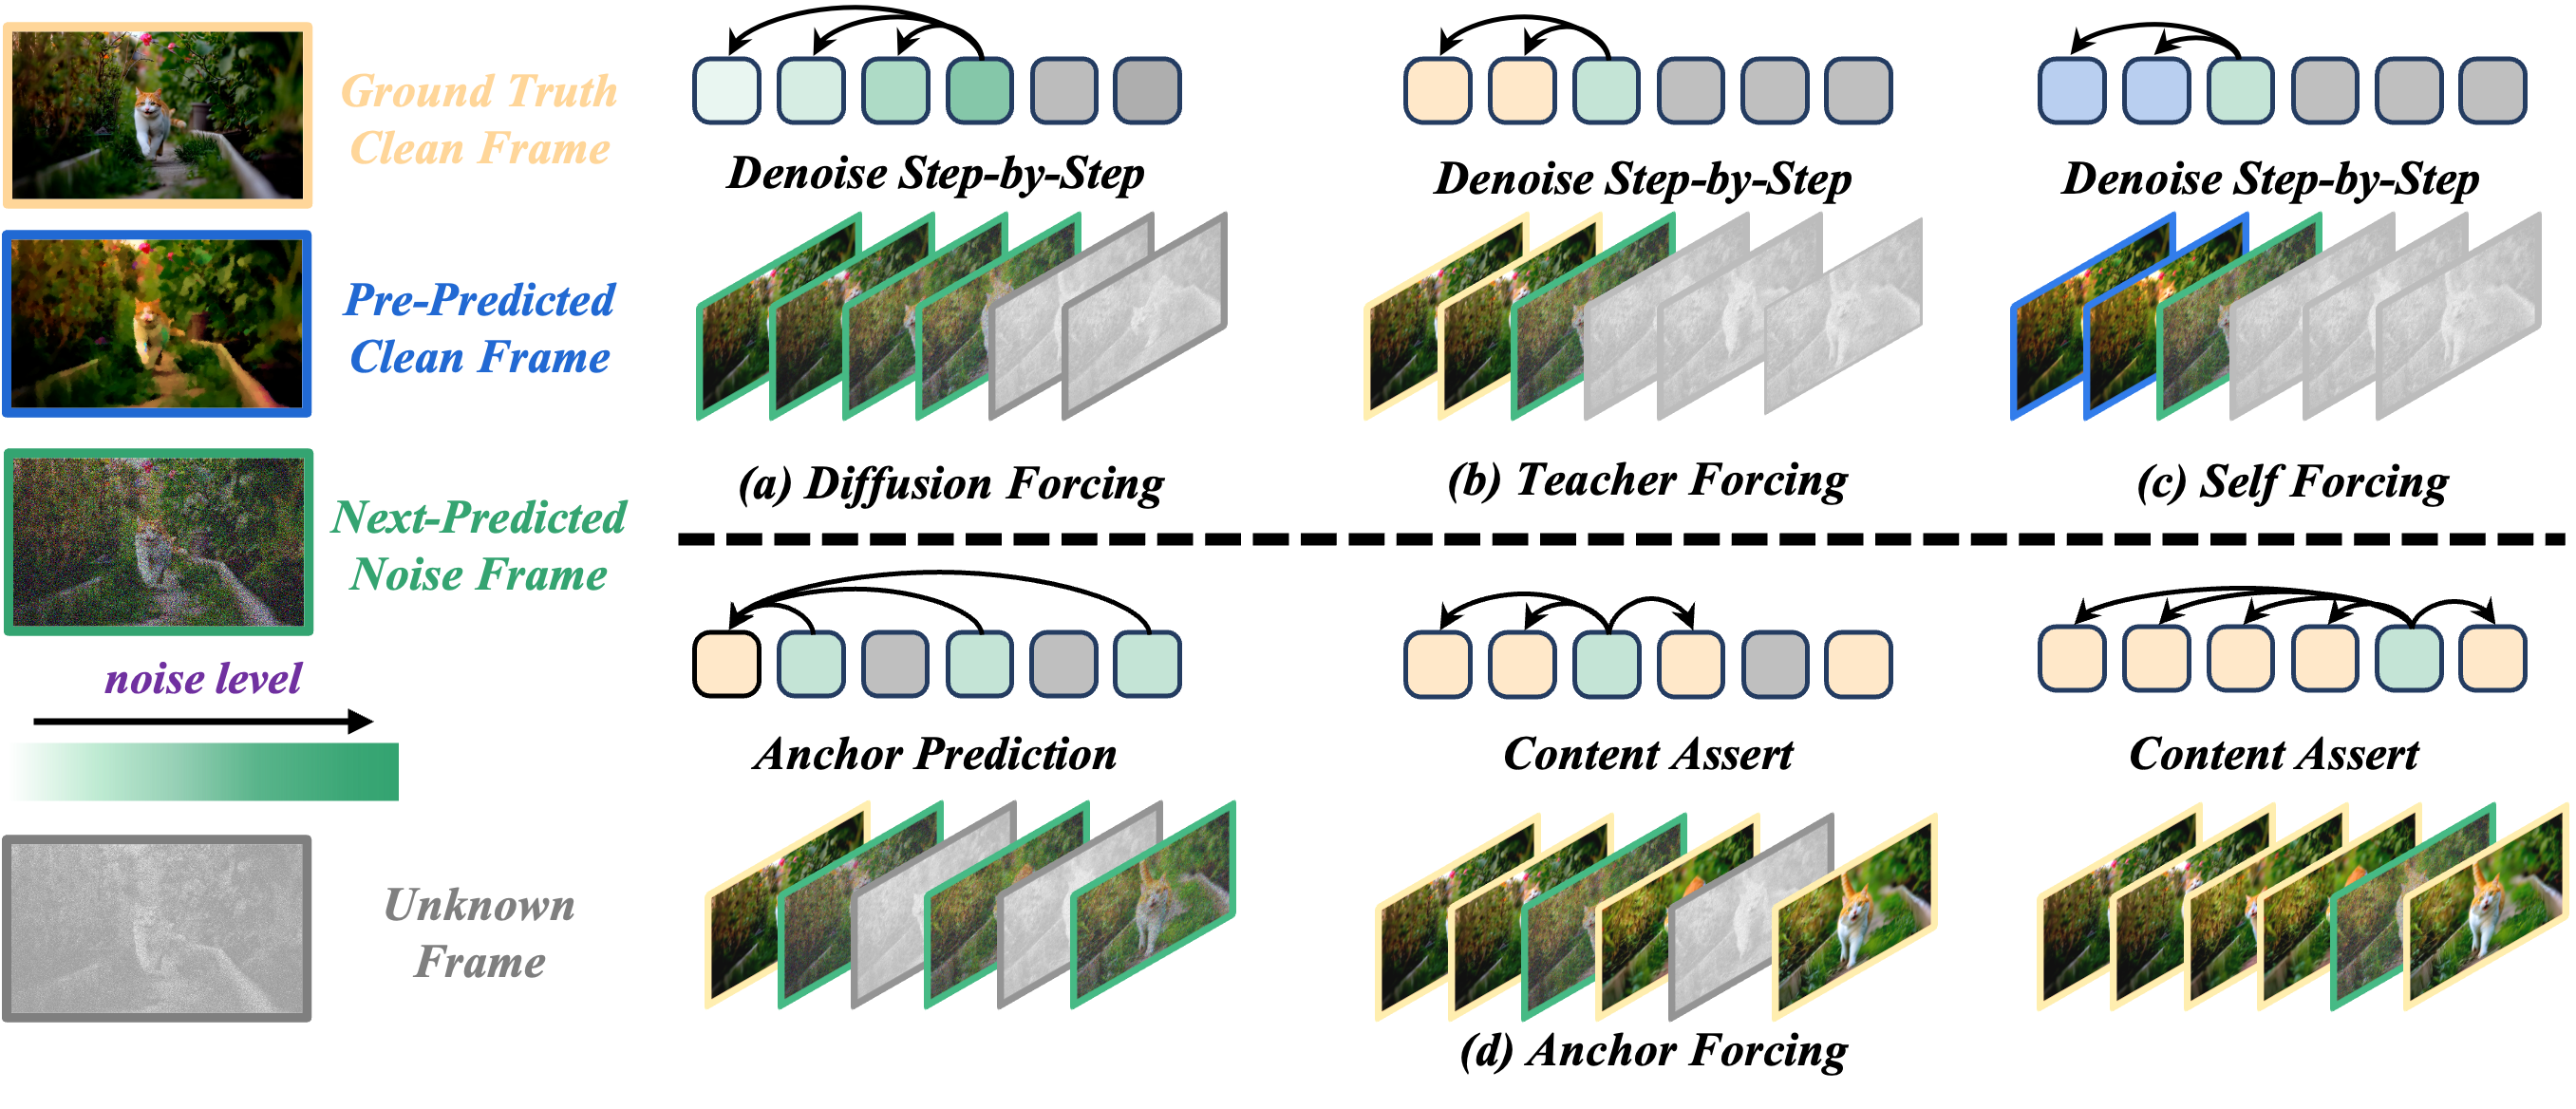 Ground Truth
Clean Frame
Pre-Predicted
Clean Frame
Next-Predicted
Noise Frame
noise level
Unknown
Frame
Denoise Step-by-Step
(a) Diffusion Forcing
Denoise Step-by-Step
(b) Teacher Forcing
Denoise Step-by-Step
(c) Self Forcing
Anchor Prediction
Content Assert
Content Assert
(d) Anchor Forcing